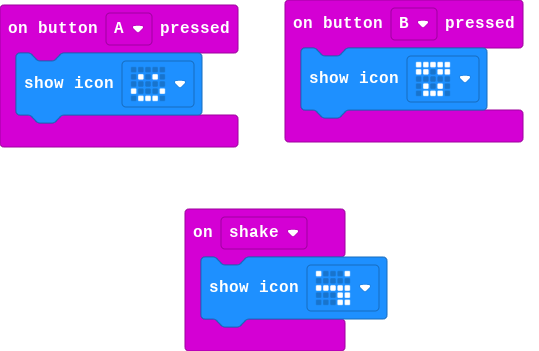 on button A pressed
show icon
on button B pressed
show icon
on shake
show icon